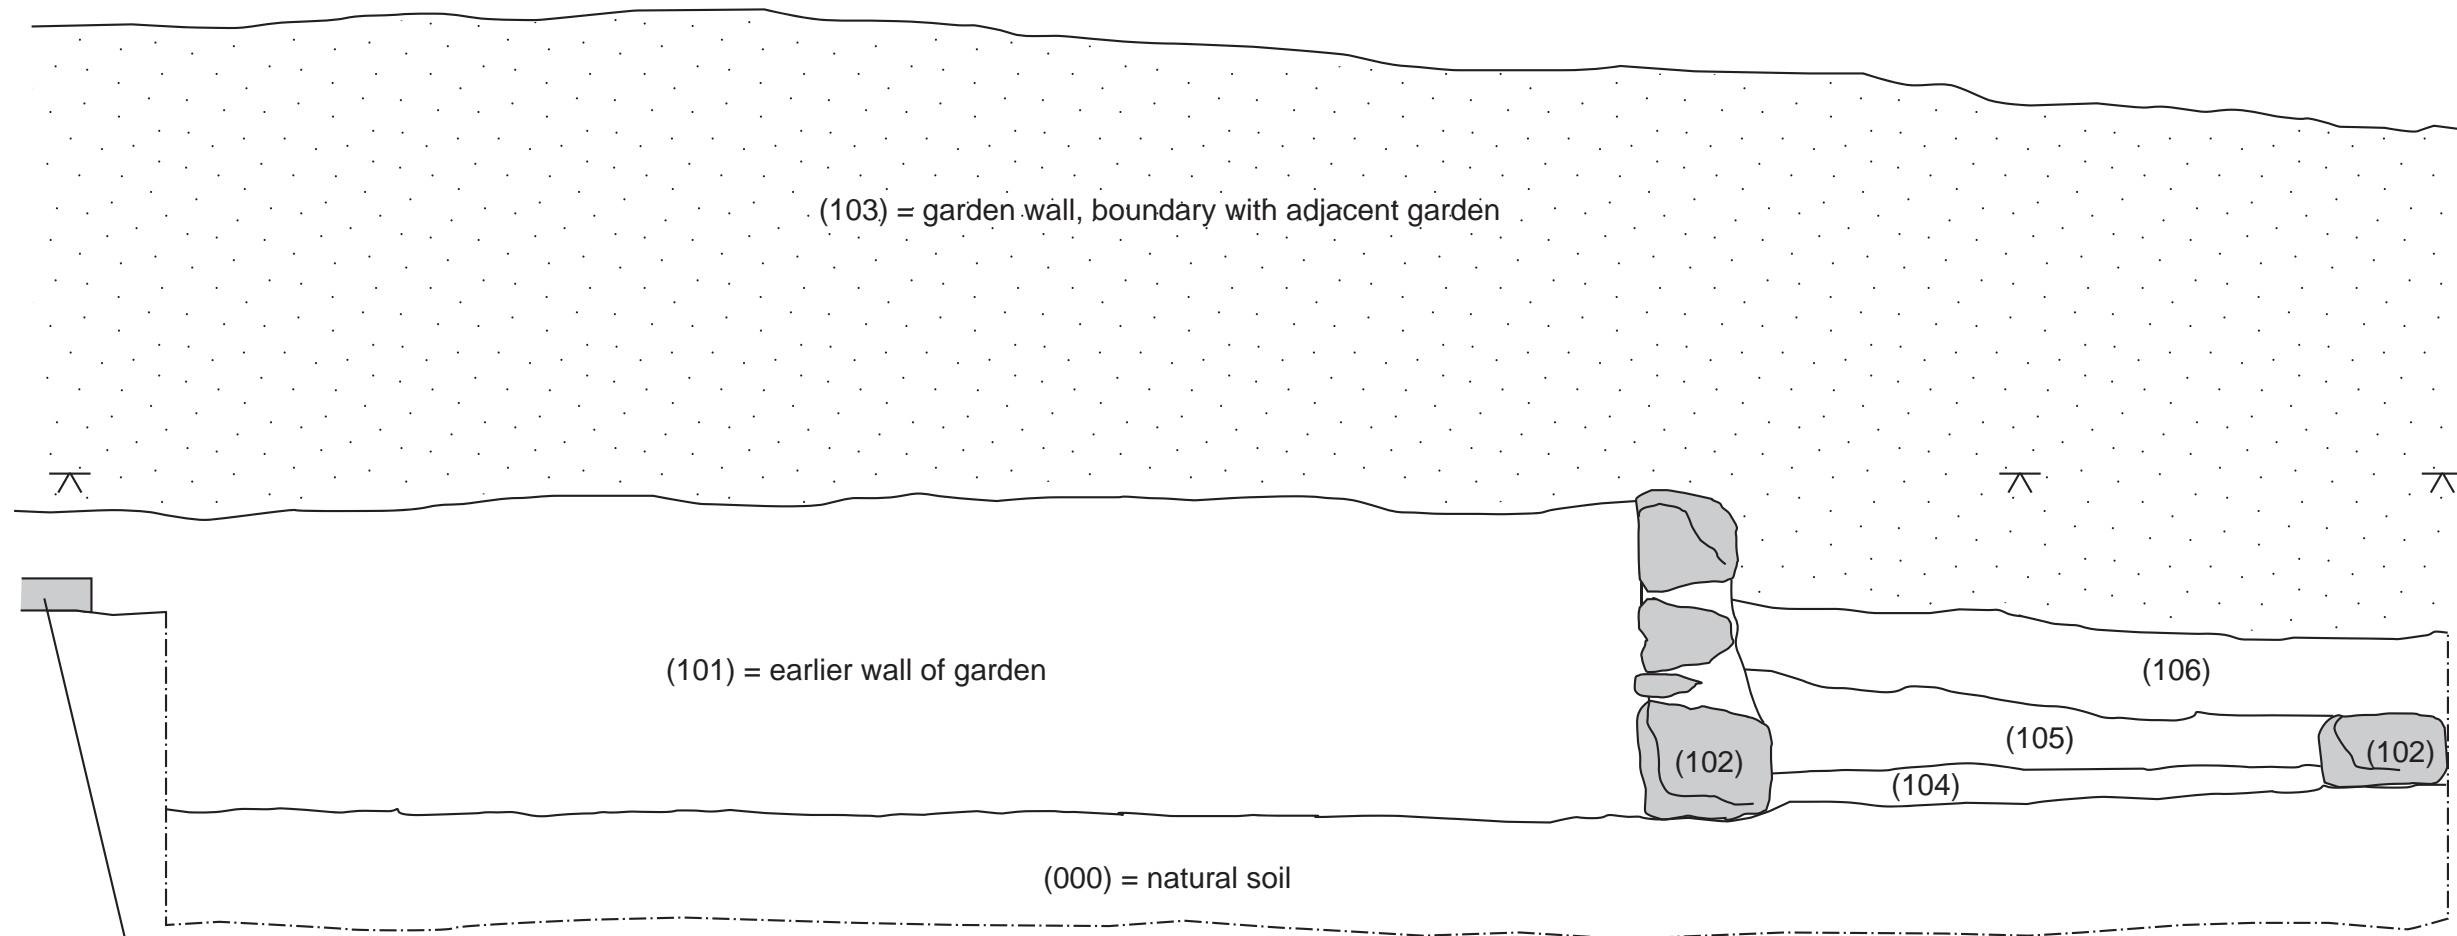 (103) = garden wall, boundary with adjacent garden
(101) = earlier wall of garden
(106)
(105)
(102)
(102)
(104)
(000) = natural soil